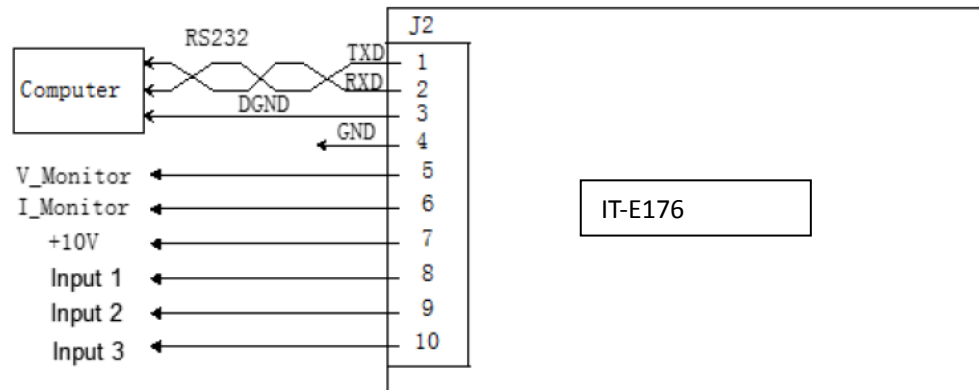 J2
RS232
TXD
1
Computer
RXD
2
DGND
3
GND
4
V_Monitor
5
I_Monitor
6
IT-E176
+10V
7
Input 1
8
Input 2
9
Input 3
10